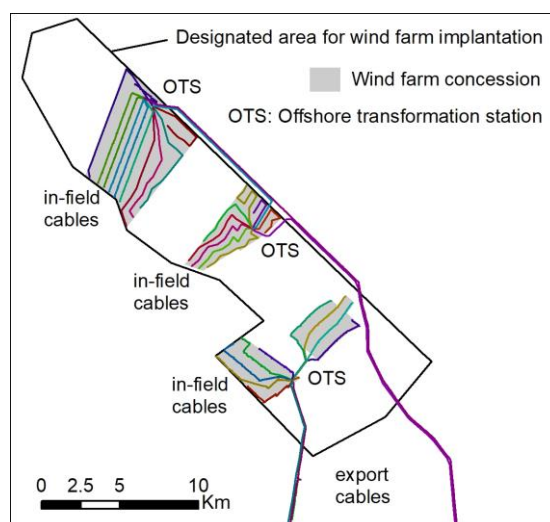 Designated area for wind farm implantation
OTS
Wind farm concession
OTS: Offshore transformation station
in-field
cables
OTS
in-field
cables
OTS
in-field
cables
export
cables
0 2.5 5 10
Km